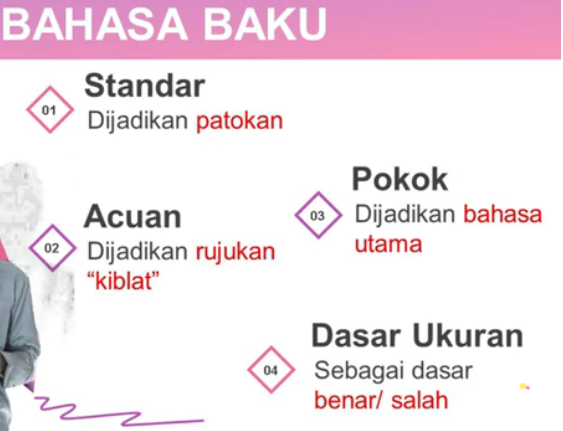 BAHASA BAKU
01
Standar
Dijadikan patokan
02
Acuan
Dijadikan rujukan
“kiblat”
03
Pokok
Dijadikan bahasa
utama
04
Dasar Ukuran
Sebagai dasar
benar/ salah